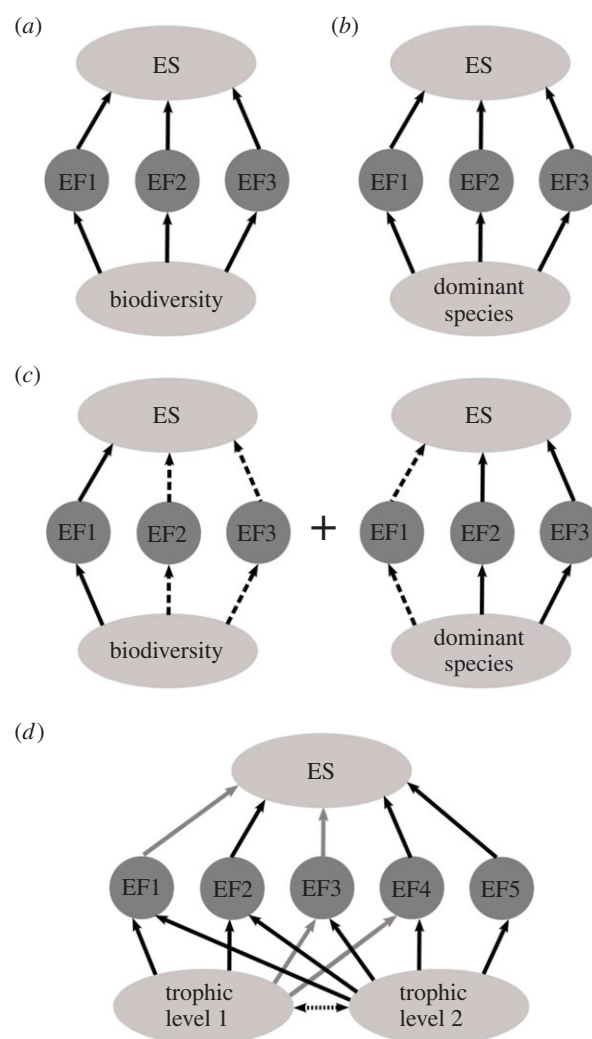 (a)
ES
EF1 EF2 EF3
biodiversity
(b)
ES
EF1 EF2 EF3
dominant
species
(c)
ES
EF1 EF2 EF3
biodiversity
+
ES
EF1 EF2 EF3
dominant
species
(d)
ES
EF1 EF2 EF3 EF4 EF5
trophic
level 1
trophic
level 2